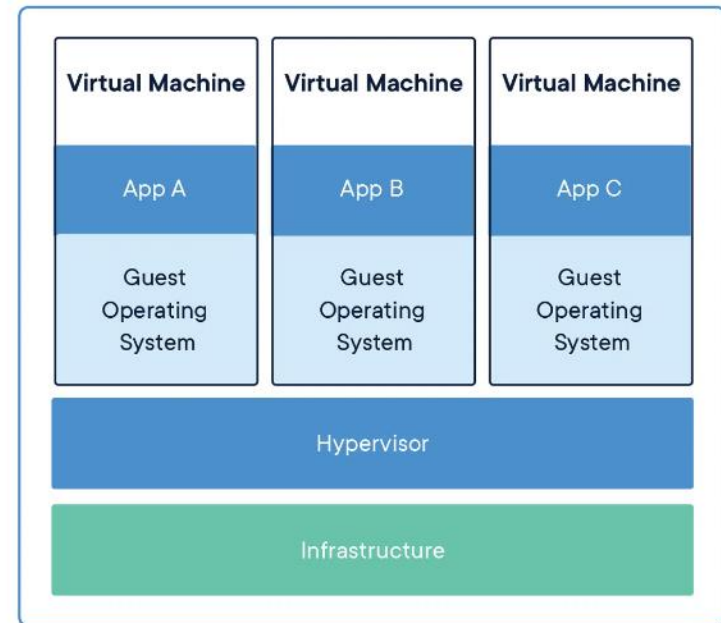 Virtual Machine
Virtual Machine
Virtual Machine
App A
App B
App C
Guest
Operating
System
Guest
Operating
System
Guest
Operating
System
Hypervisor
Infrastructure